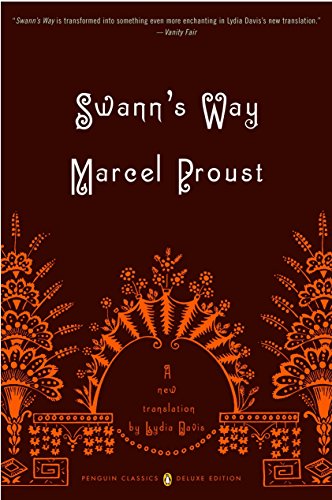 "Swann's Way is transformed into something even more enchanting in Lydia Davis's new translation."
— Vanity Fair
Swann's Way
Marcel Proust
A
new
translation
by Lydia Davis
PENGUIN CLASSICS DELUXE EDITION